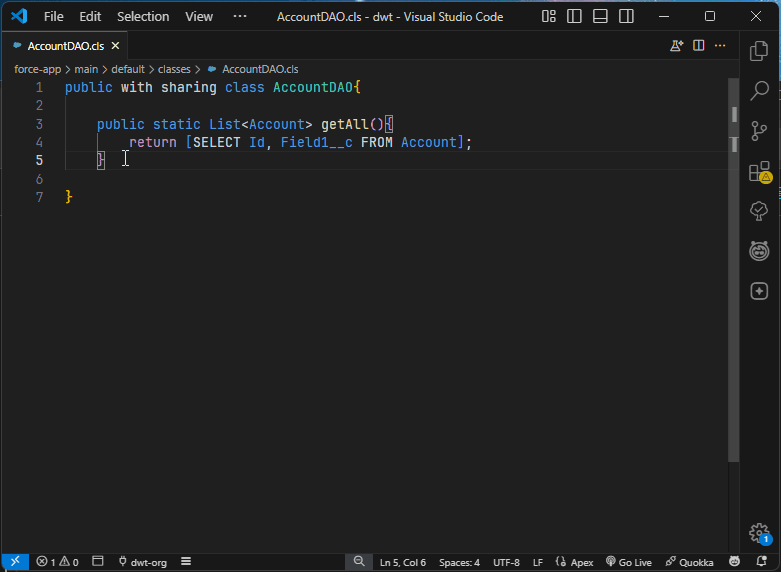 File Edit Selection View ··· AccountDAO.cls - dwt - Visual Studio Code
AccountDAO.cls
force-app > main > default > classes > AccountDAO.cls
1 public with sharing class AccountDAO{
2
3 public static List<Account> getAll(){
4 return [SELECT Id, Field1__c FROM Account];
5 }
6
7 }
1
1 0 dwt-org Ln 5, Col 6 Spaces: 4 UTF-8 LF Apex Go Live Quokka